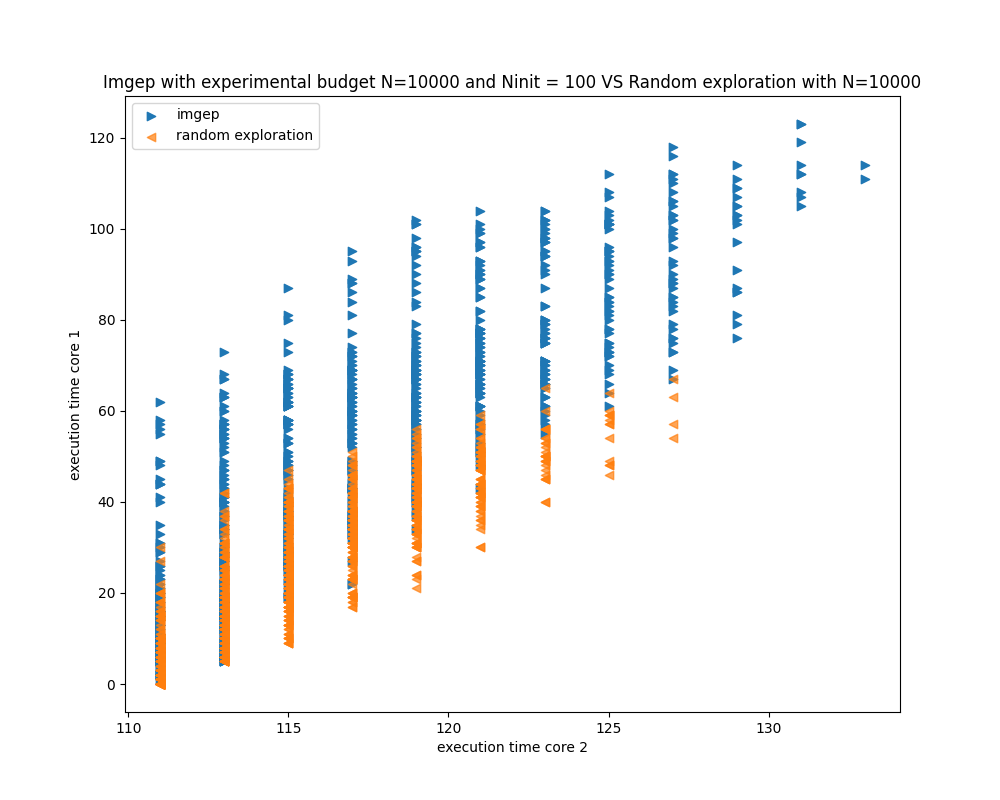 Imgep with experimental budget N=10000 and Ninit = 100 VS Random exploration with N=10000
imgep
random exploration
execution time core 1
120
100
80
60
40
20
0
110
115
120
125
130
execution time core 2